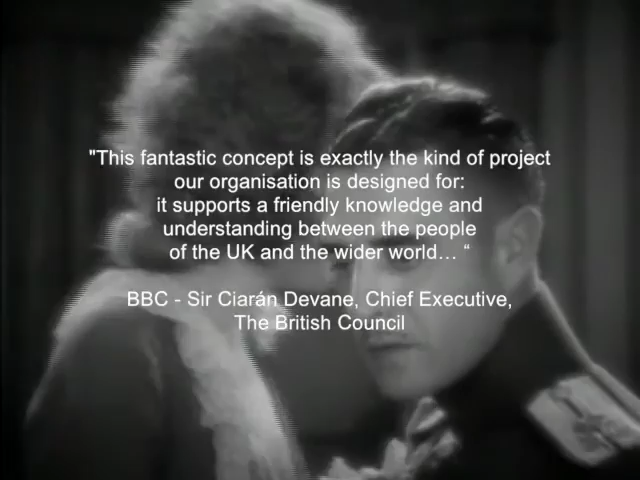 "This fantastic concept is exactly the kind of project
our organisation is designed for:
it supports a friendly knowledge and
understanding between the people
of the UK and the wider world… “
BBC - Sir Ciarán Devane, Chief Executive,
The British Council